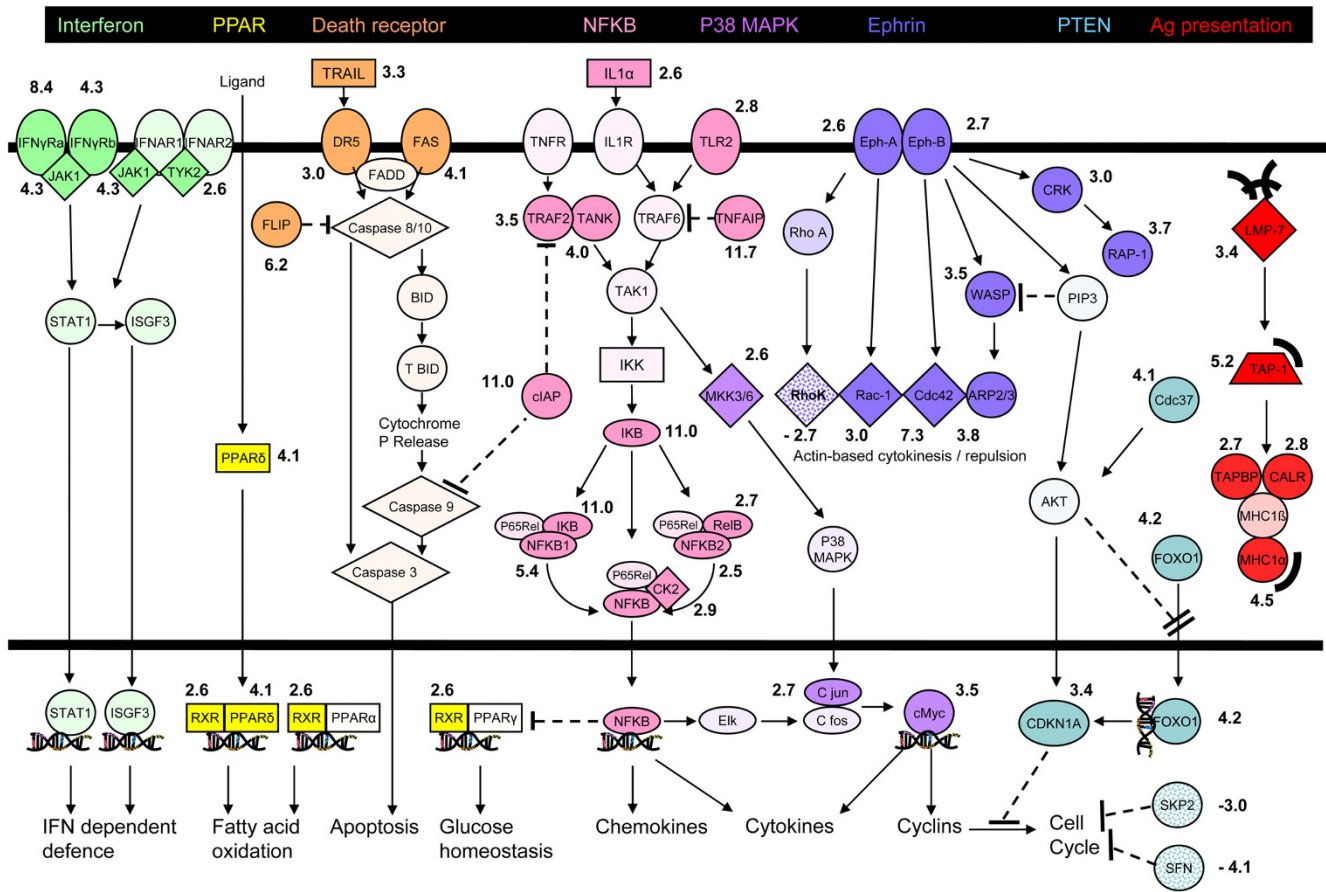 Interferon PPAR Death receptor NFKB P38 MAPK Ephrin PTEN Ag presentation
TRAIL 3.3 IL1α 2.6
8.4 4.3 Ligand 2.8
IFNγRa IFNγRb IFNAR1 IFNAR2 DR5 FAS TNFR IL1R TLR2 2.6 Eph-A Eph-B 2.7
4.3 JAK1 4.3 JAK1 TYK2 2.6 3.0 FADD 4.1 CRK 3.0
FLIP Caspase 8/10 3.5 TRAF2 TANK TRAF6 TNFAIP Rho A LMP-7
6.2 4.0 11.7 3.7 RAP-1 3.4
BID TAK1 3.5 WASP PIP3
STAT1 ISGF3
T BID IKK 2.6 5.2 TAP-1
11.0 cIAP MKK3/6 RhoK Rac-1 Cdc42 ARP2/3 4.1 Cdc37
Cytochrome
P Release
IKB 11.0 - 2.7 3.0 7.3 3.8
Actin-based cytokinesis / repulsion
PPARδ 4.1 2.7 2.8
TAPBP CALR
Caspase 9 11.0 2.7 AKT MHC1ß
P65Rel IKB P65Rel RelB P38
MAPK
NFKB1 NFKB2 4.2 FOXO1 MHC1α
Caspase 3 5.4 P65Rel 2.5 4.5
CK2
NFKB 2.9
2.6 4.1 2.6 2.6 2.7 C jun 3.5 3.4
STAT1 ISGF3 RXR PPARδ RXR PPARα RXR PPARγ NFKB Elk C fos cMyc CDKN1A FOXO1 4.2
SKP2 -3.0
IFN dependent
defence
Fatty acid
oxidation
Apoptosis
Glucose
homeostasis
Chemokines
Cytokines
Cyclins
Cell
Cycle
SFN - 4.1